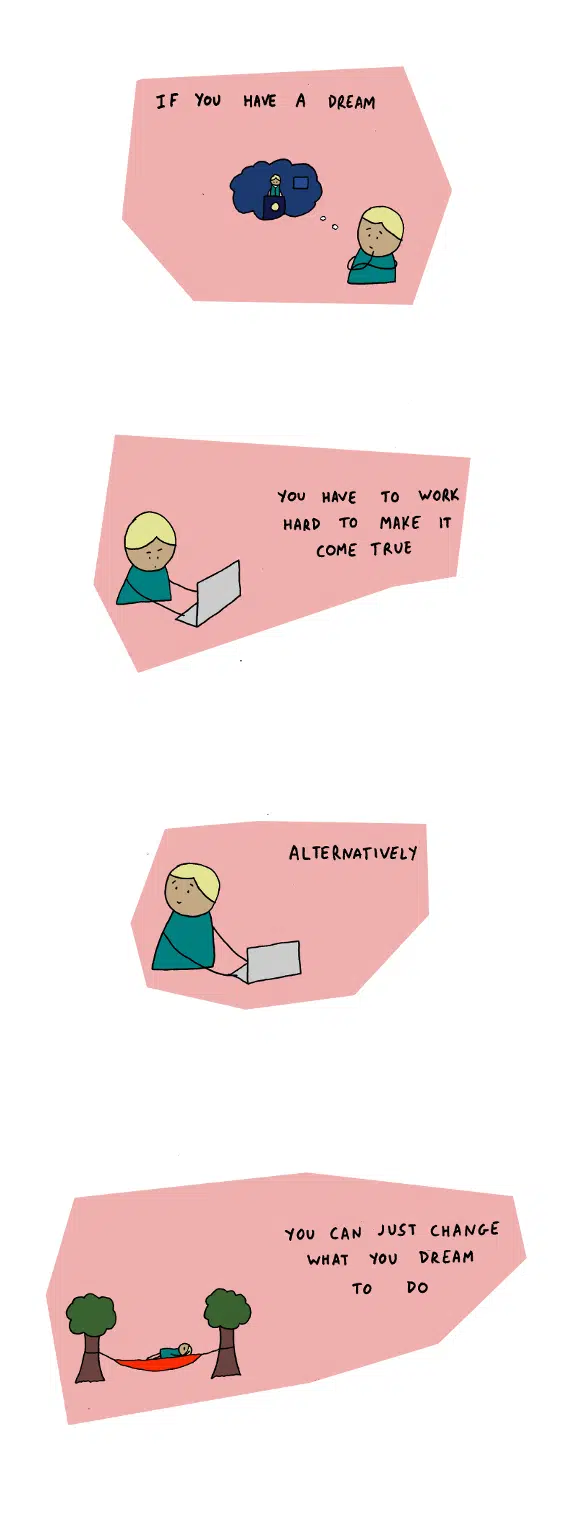 IF YOU HAVE A DREAM
YOU HAVE TO WORK
HARD TO MAKE IT
COME TRUE
ALTERNATIVELY
YOU CAN JUST CHANGE
WHAT YOU DREAM
TO DO